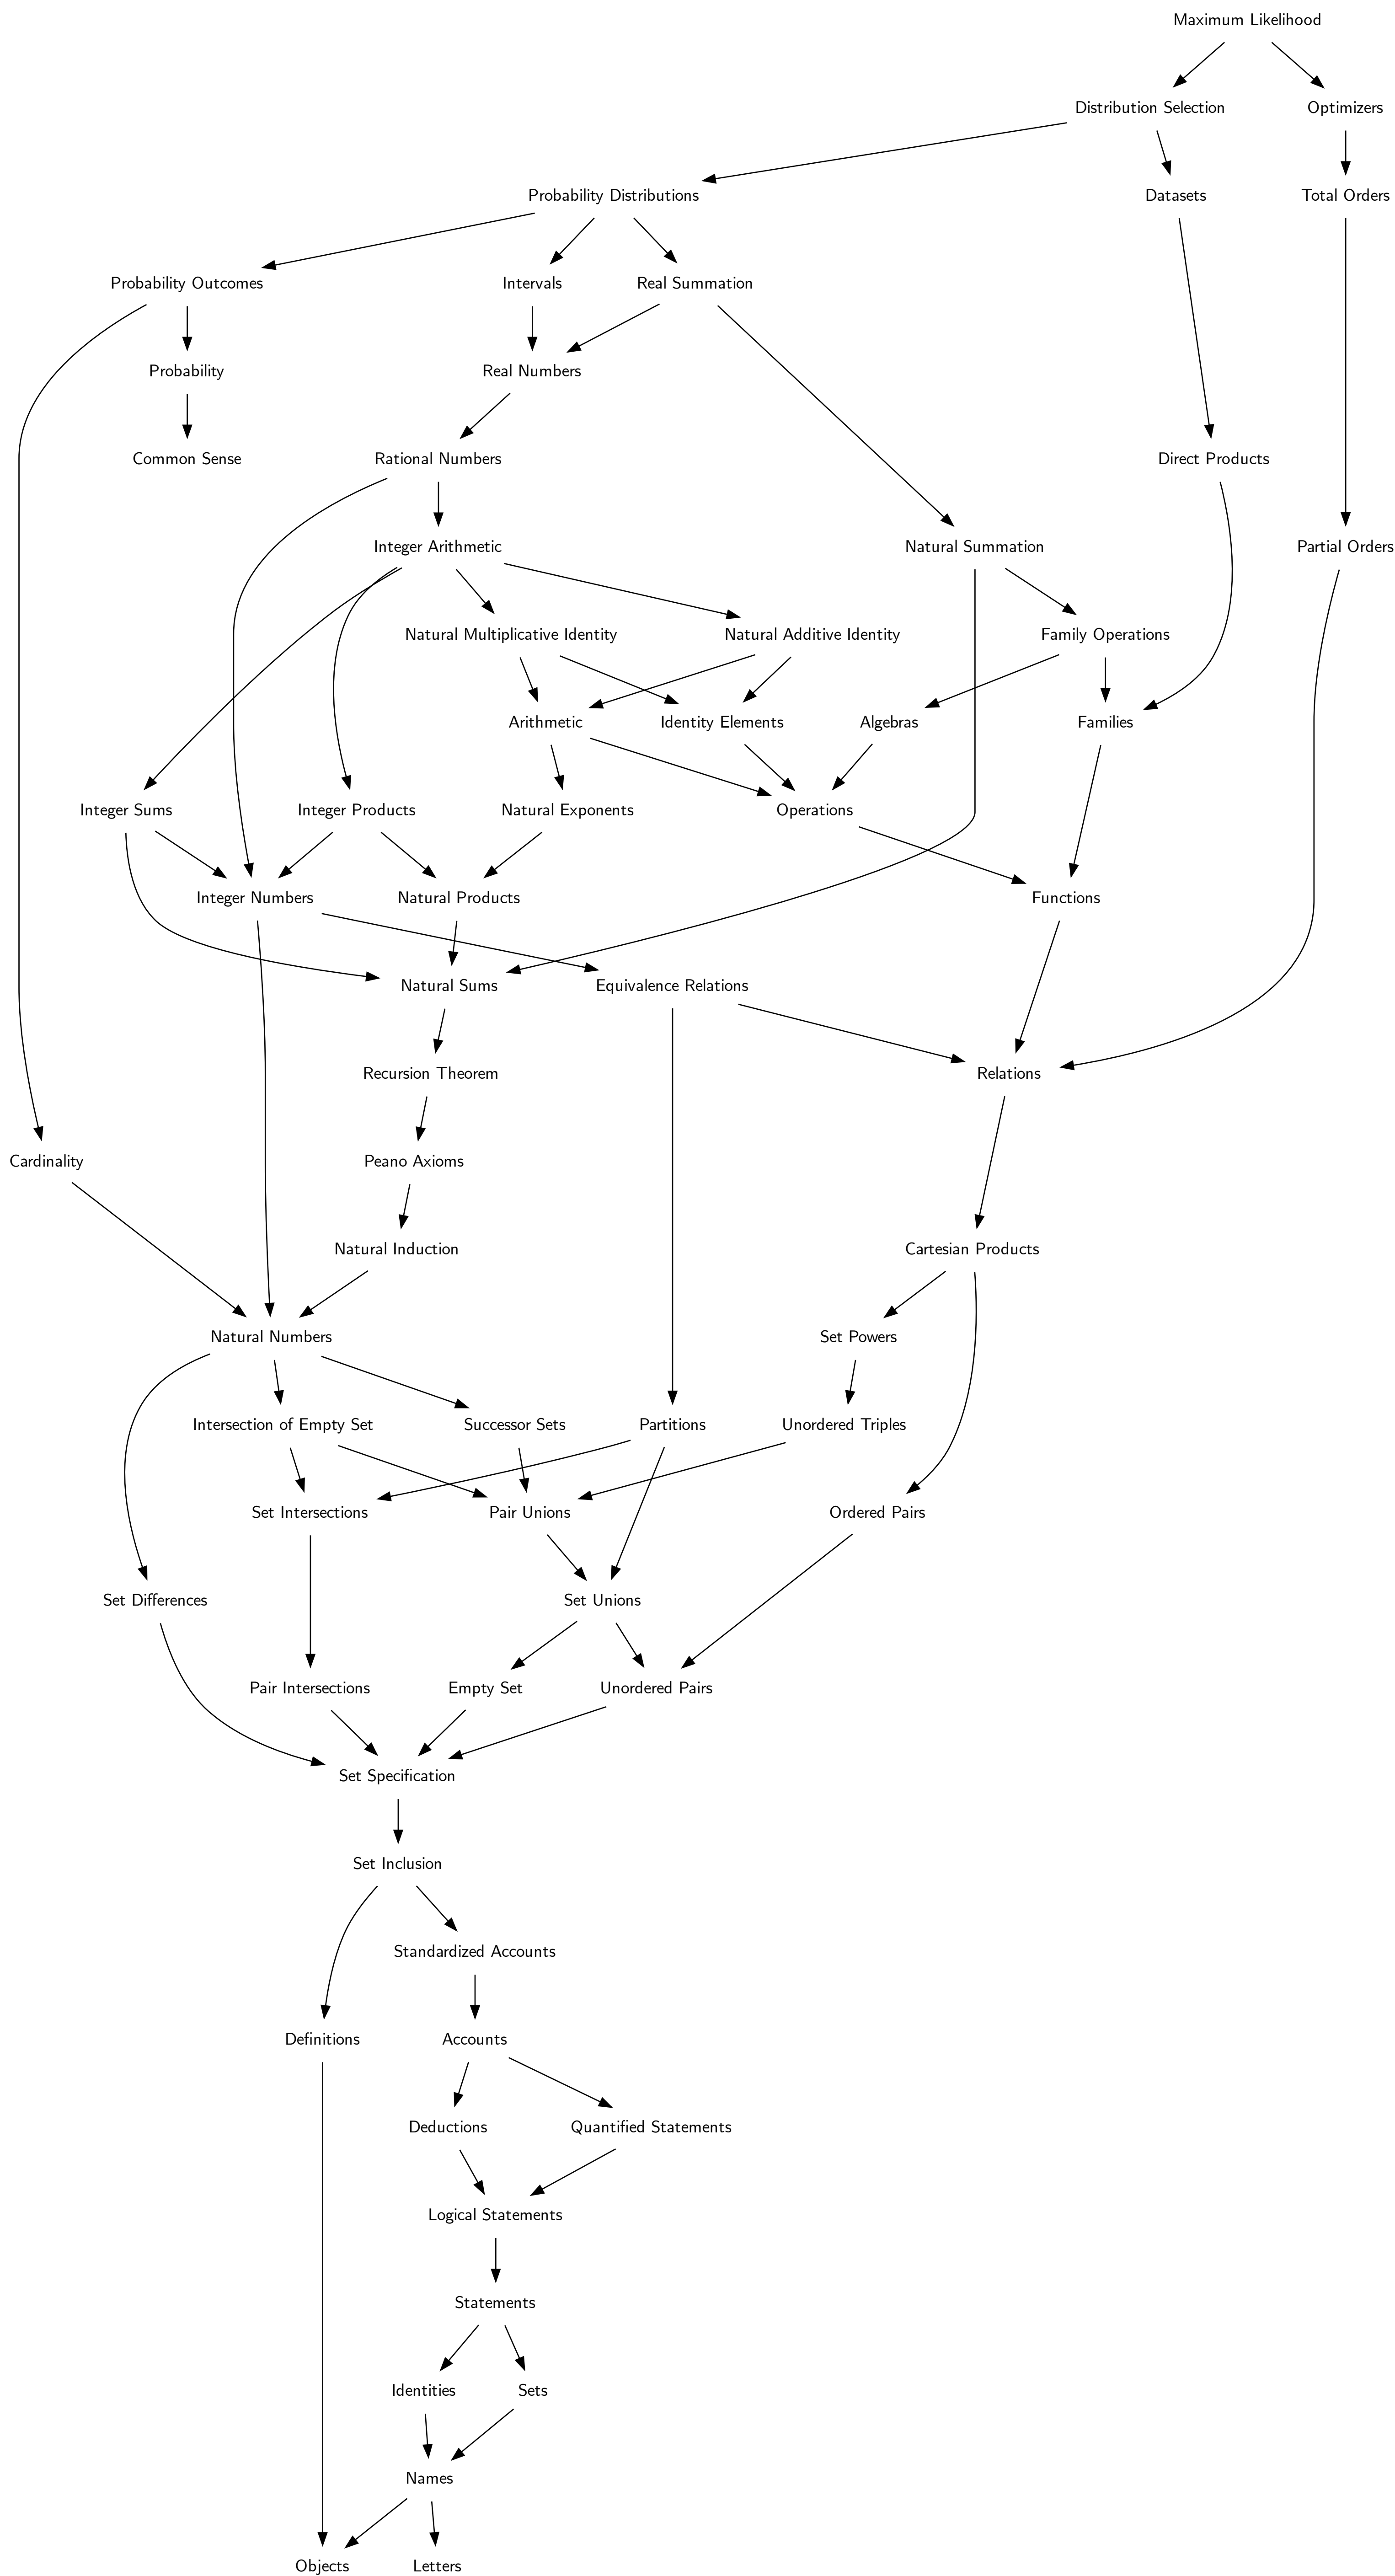 Maximum Likelihood
Distribution Selection
Optimizers
Probability Distributions
Datasets
Total Orders
Probability Outcomes
Intervals
Real Summation
Probability
Real Numbers
Common Sense
Rational Numbers
Direct Products
Integer Arithmetic
Natural Summation
Partial Orders
Natural Multiplicative Identity
Natural Additive Identity
Family Operations
Arithmetic
Identity Elements
Algebras
Families
Integer Sums
Integer Products
Natural Exponents
Operations
Integer Numbers
Natural Products
Functions
Natural Sums
Equivalence Relations
Recursion Theorem
Relations
Cardinality
Peano Axioms
Natural Induction
Cartesian Products
Natural Numbers
Set Powers
Intersection of Empty Set
Successor Sets
Partitions
Unordered Triples
Set Intersections
Pair Unions
Ordered Pairs
Set Differences
Set Unions
Pair Intersections
Empty Set
Unordered Pairs
Set Specification
Set Inclusion
Standardized Accounts
Definitions
Accounts
Deductions
Quantified Statements
Logical Statements
Statements
Identities
Sets
Names
Objects
Letters